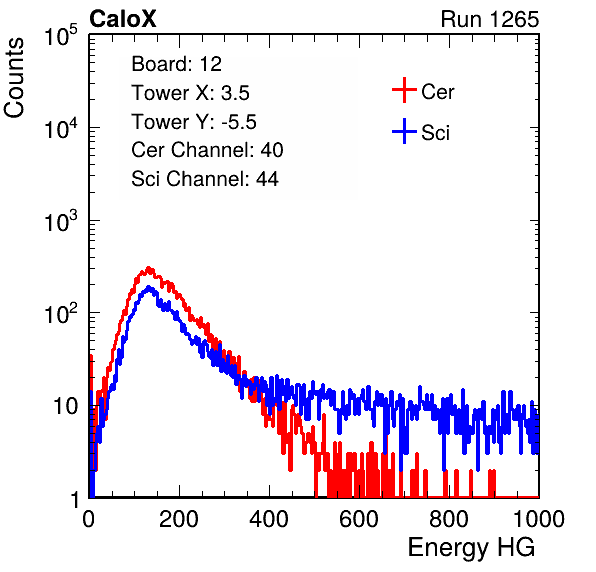 CaloX Run 1265
Counts
Board: 12
Tower X: 3.5
Tower Y: -5.5
Cer Channel: 40
Sci Channel: 44
Cer
Sci
10^5
10^4
10^3
10^2
10
1
0 200 400 600 800 1000
Energy HG